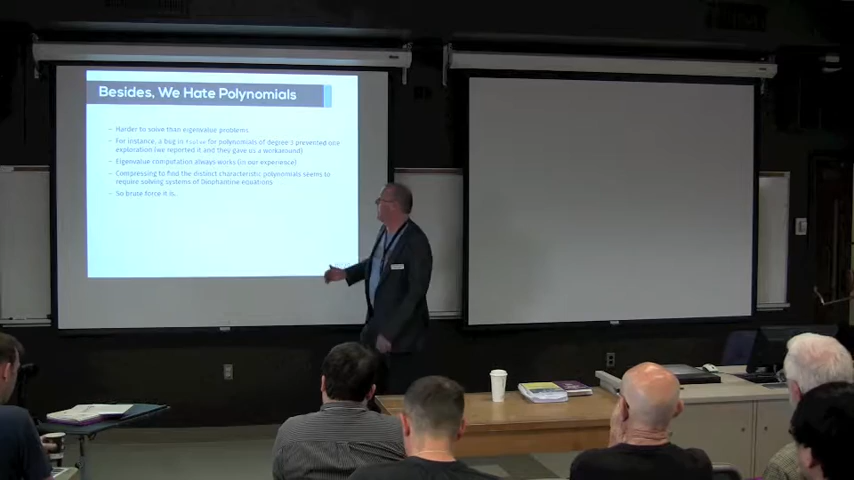 Besides, We Hate Polynomials
– Harder to solve than eigenvalue problems.
– For instance, a bug in fsolve for polynomials of degree 3 prevented one
exploration (we reported it and they gave us a workaround)
– Eigenvalue computation always works (in our experience)
– Compressing to find the distinct characteristic polynomials seems to
require solving systems of Diophantine equations
– So brute force it is.